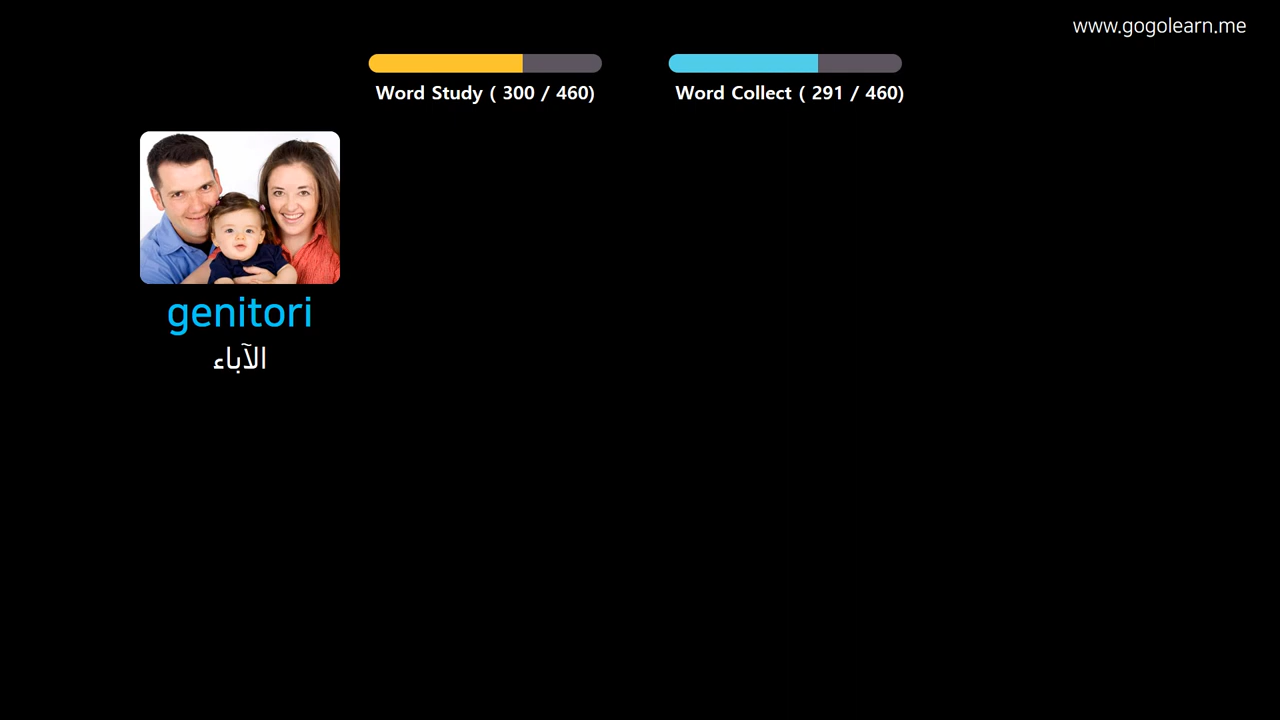 www.gogolearn.me
Word Study ( 300 / 460)
Word Collect ( 291 / 460)
genitori
الآباء